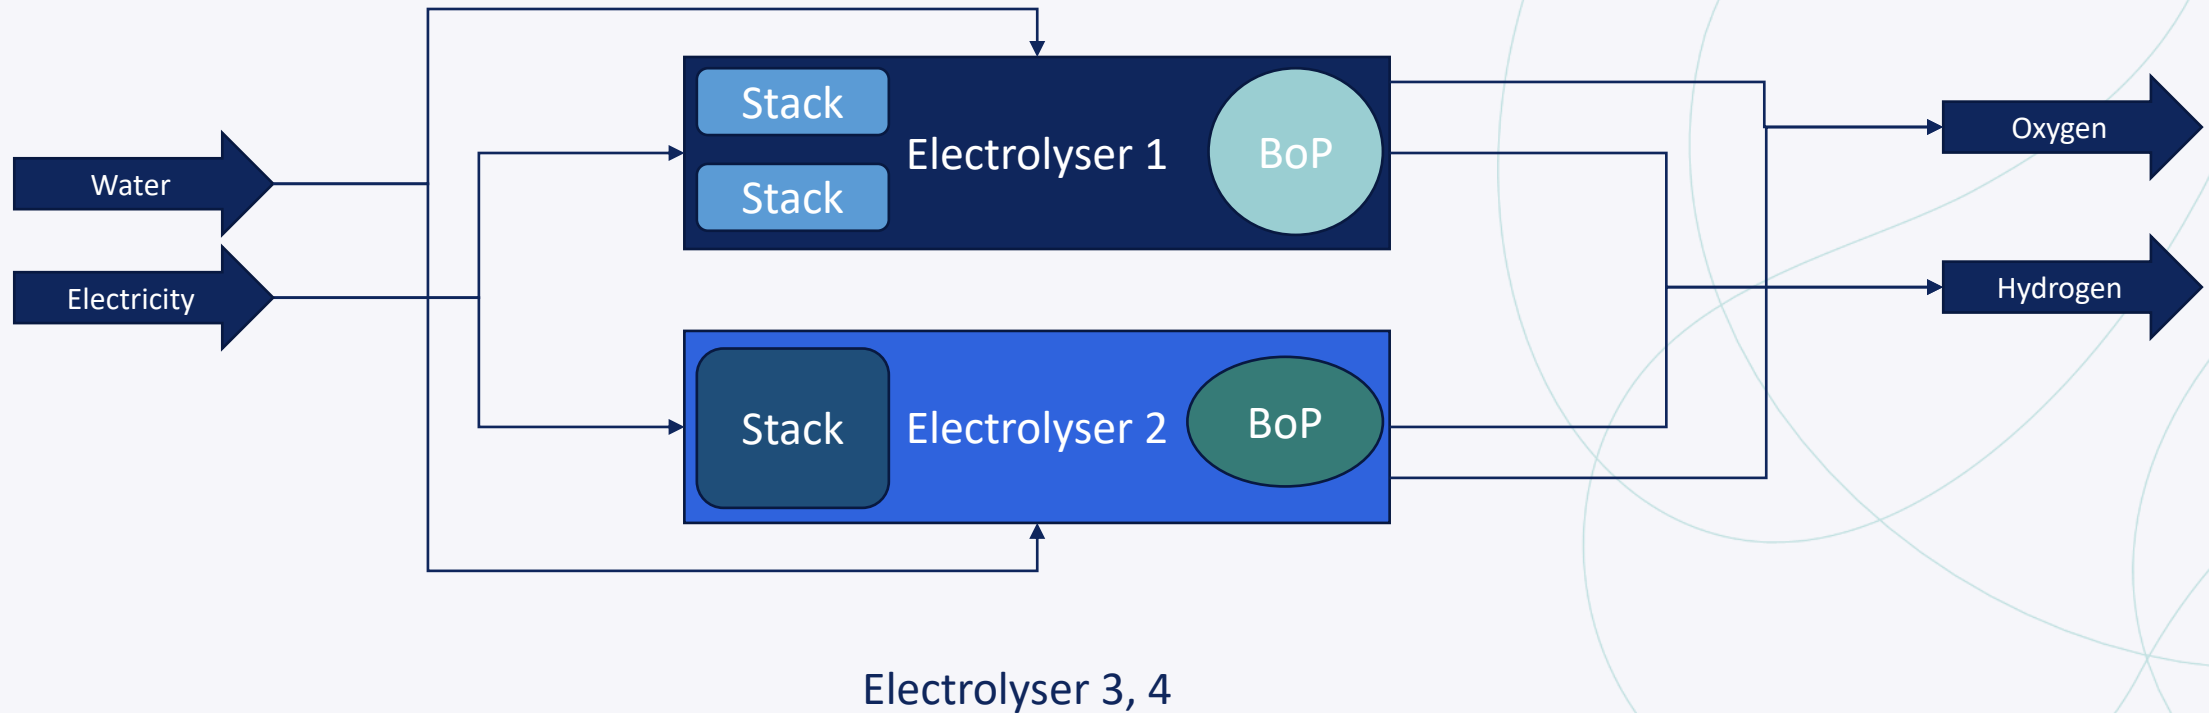 Water
Electricity
Stack
Stack
Electrolyser 1
BoP
Stack
Electrolyser 2
BoP
Oxygen
Hydrogen
Electrolyser 3, 4